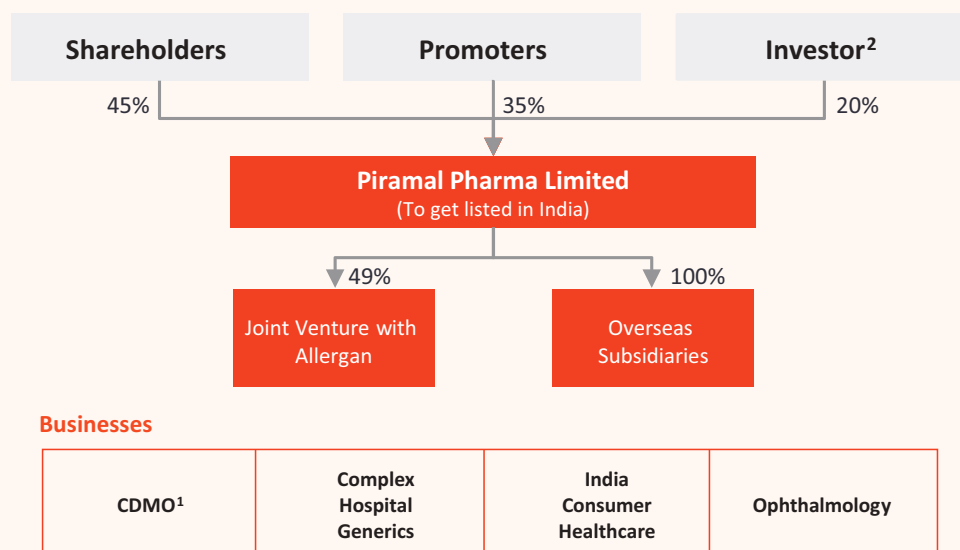 Shareholders
Promoters
Investor²
45%
35%
20%
Piramal Pharma Limited
(To get listed in India)
49%
100%
Joint Venture with
Allergan
Overseas
Subsidiaries
Businesses
CDMO¹
Complex
Hospital
Generics
India
Consumer
Healthcare
Ophthalmology